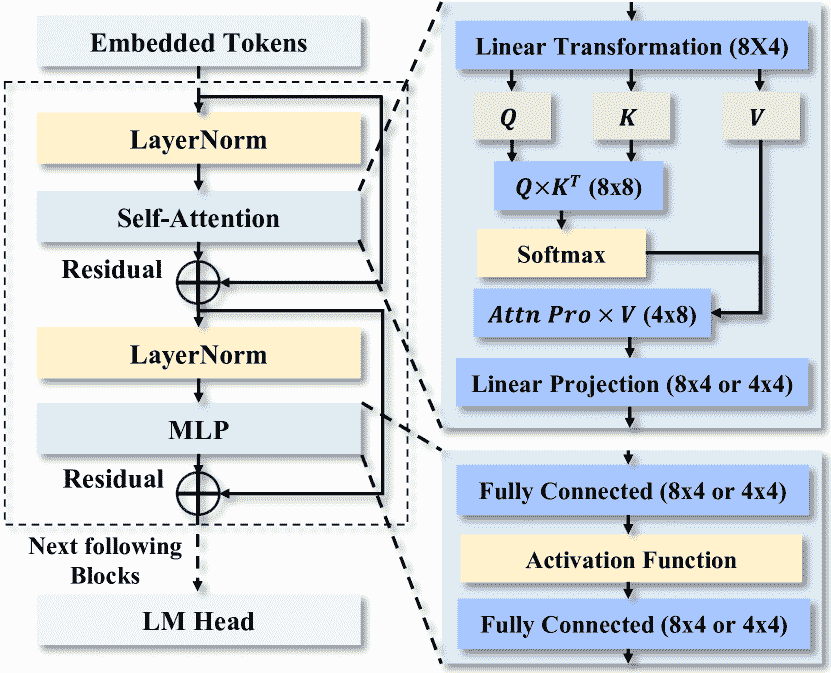 Embedded Tokens
LayerNorm
Self-Attention
Residual
LayerNorm
MLP
Residual
Next following
Blocks
LM Head
Linear Transformation (8X4)
Q
K
V
Q×Kᵀ (8x8)
Softmax
Attn Pro × V (4x8)
Linear Projection (8x4 or 4x4)
Fully Connected (8x4 or 4x4)
Activation Function
Fully Connected (8x4 or 4x4)